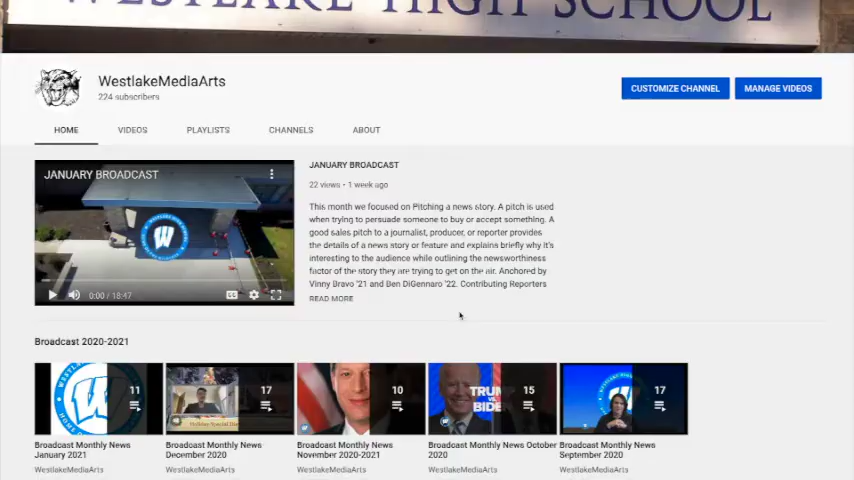 WESTLAKE HIGH SCHOOL
WestlakeMediaArts
224 subscribers
CUSTOMIZE CHANNEL
MANAGE VIDEOS
HOME
VIDEOS
PLAYLISTS
CHANNELS
ABOUT
JANUARY BROADCAST
0:00 / 18:47
JANUARY BROADCAST
22 views • 1 week ago
This month we focused on Pitching a news story. A pitch is used
when trying to persuade someone to buy or accept something. A
good sales pitch to a journalist, producer, or reporter provides
the details of a news story or feature and explains briefly why it's
interesting to the audience while outlining the newsworthiness
factor of the story they are trying to get on the air. Anchored by
Vinny Bravo '21 and Ben DiGennaro '22. Contributing Reporters
READ MORE
Broadcast 2020-2021
11
17
10
TRUMP
VS.
BIDEN
15
17
Broadcast Monthly News
January 2021
WestlakeMediaArts
Broadcast Monthly News
December 2020
WestlakeMediaArts
Broadcast Monthly News
November 2020-2021
WestlakeMediaArts
Broadcast Monthly News October
2020
WestlakeMediaArts
Broadcast Monthly News
September 2020
WestlakeMediaArts